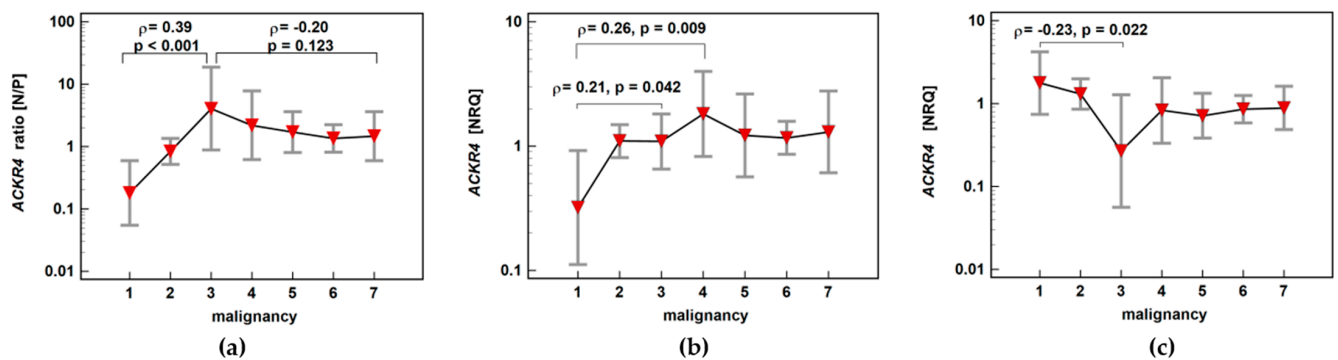 ρ = 0.39
p < 0.001
ρ = -0.20
p = 0.123
100
10
1
0.1
0.01
ACKR4 ratio [N/P]
1 2 3 4 5 6 7
malignancy
(a)
ρ = 0.26, p = 0.009
ρ = 0.21, p = 0.042
10
1
0.1
ACKR4 [NRQ]
1 2 3 4 5 6 7
malignancy
(b)
ρ = -0.23, p = 0.022
10
1
0.1
0.01
ACKR4 [NRQ]
1 2 3 4 5 6 7
malignancy
(c)